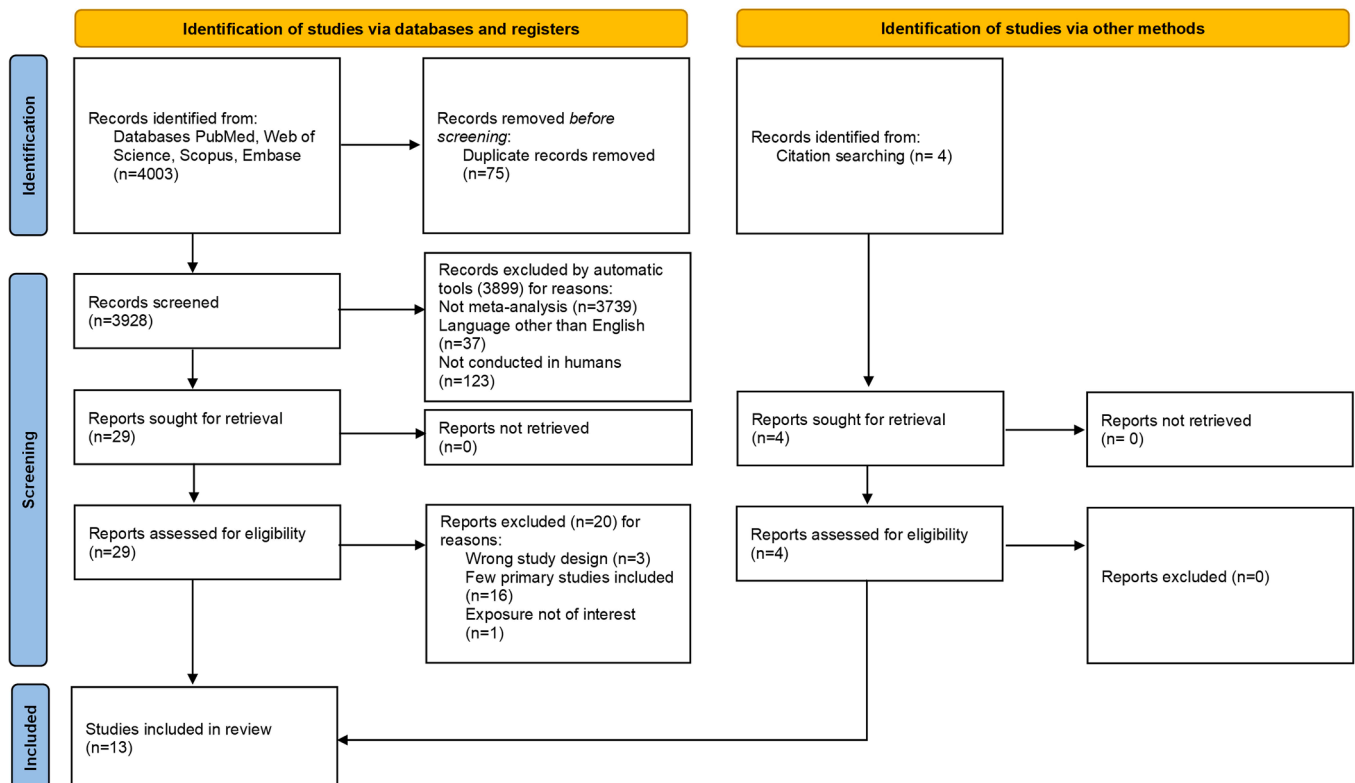 Identification of studies via databases and registers
Identification of studies via other methods
Identification
Records identified from:
Databases PubMed, Web of
Science, Scopus, Embase
(n=4003)
Records removed before
screening:
Duplicate records removed
(n=75)
Records identified from:
Citation searching (n= 4)
Screening
Records screened
(n=3928)
Records excluded by automatic
tools (3899) for reasons:
Not meta-analysis (n=3739)
Language other than English
(n=37)
Not conducted in humans
(n=123)
Reports sought for retrieval
(n=29)
Reports not retrieved
(n=0)
Reports sought for retrieval
(n=4)
Reports not retrieved
(n= 0)
Reports assessed for eligibility
(n=29)
Reports excluded (n=20) for
reasons:
Wrong study design (n=3)
Few primary studies included
(n=16)
Exposure not of interest
(n=1)
Reports assessed for eligibility
(n=4)
Reports excluded (n=0)
Included
Studies included in review
(n=13)